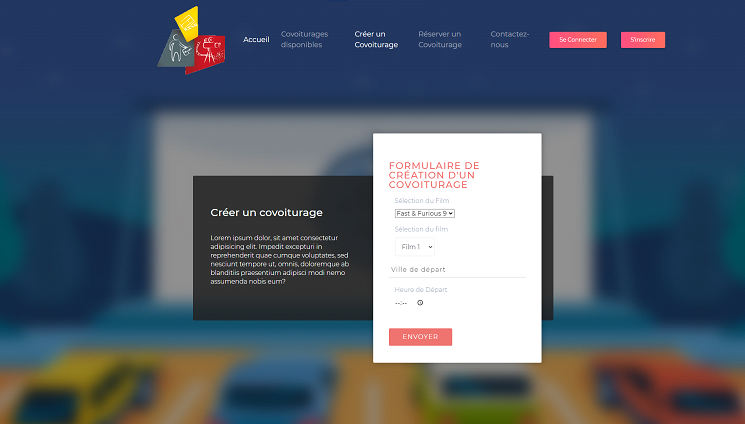 Accueil
Covoiturages
disponibles
Créer un
Covoiturage
Réserver un
Covoiturage
Contactez-
nous
Se Connecter
S'inscrire
Créer un covoiturage
Lorem ipsum dolor, sit amet consectetur
adipisicing elit. Impedit excepturi in
reprehenderit quae cumque voluptates, sed
nesciunt tempore ut, omnis, doloremque ab
blanditiis praesentium adipisci modi nemo
assumenda nobis eum?
FORMULAIRE DE
CRÉATION D'UN
COVOITURAGE
Sélection du Film
Fast & Furious 9
Sélection du film
Film 1
Ville de départ
Heure de Départ
--:--
ENVOYER